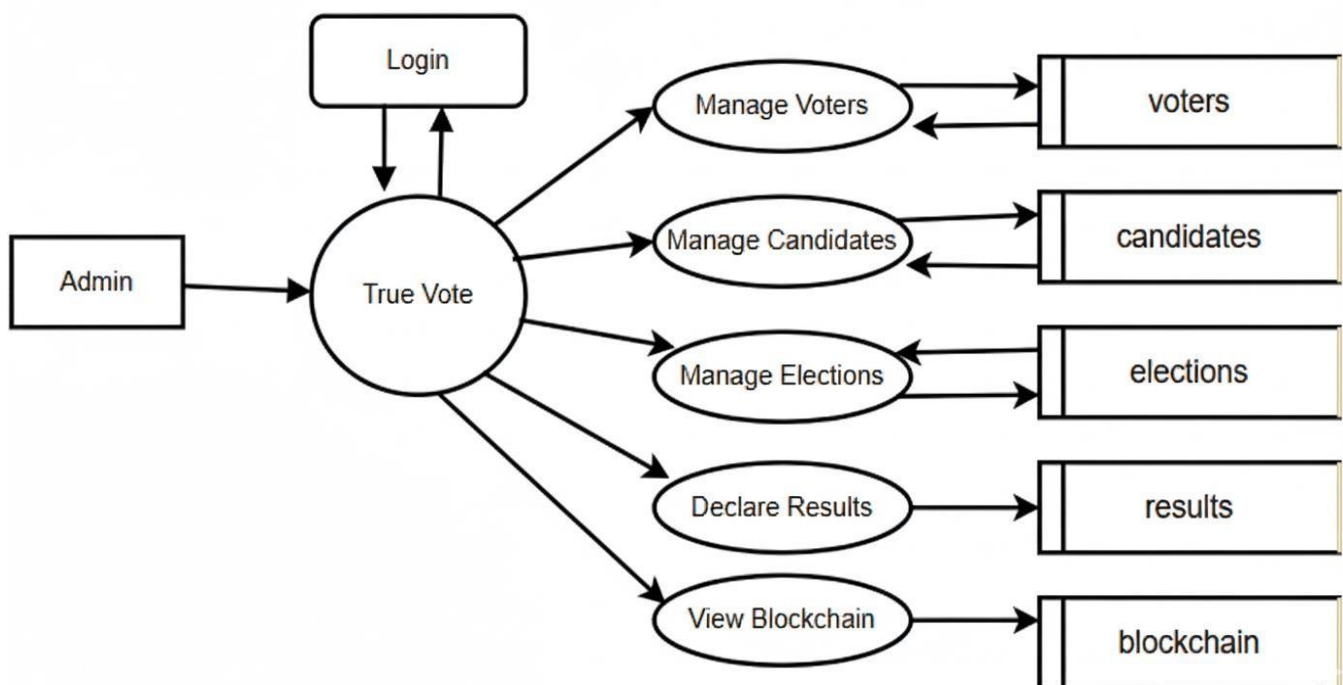 Login
Manage Voters
voters
Admin
True Vote
Manage Candidates
candidates
Manage Elections
elections
Declare Results
results
View Blockchain
blockchain